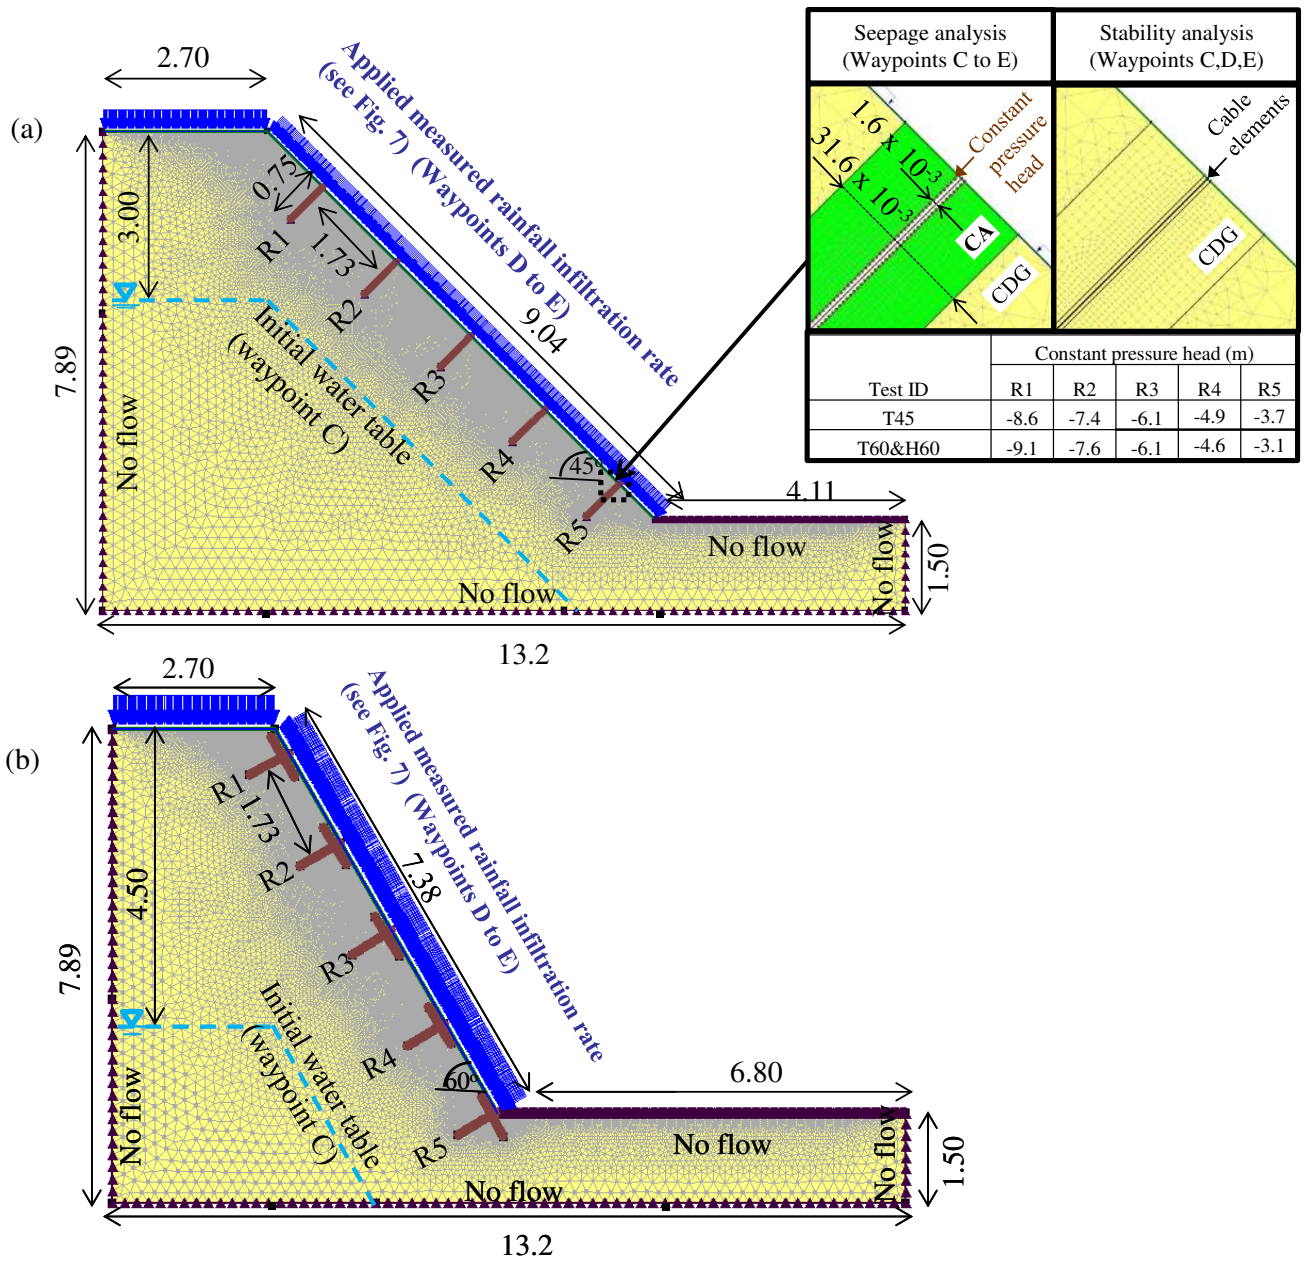 (a)
2.70
Applied measured rainfall infiltration rate
(see Fig. 7) (Waypoints D to E)
3.00
7.89
0.75
1.73
9.04
R1
R2
R3
R4
R5
45°
Initial water table
(waypoint C)
No flow
No flow
No flow
No flow
4.11
1.50
13.2
Seepage analysis
(Waypoints C to E)
Stability analysis
(Waypoints C,D,E)
1.6 x 10-3
31.6 x 10-3
Constant
pressure
head
CA
CDG
Cable
elements
CDG
Constant pressure head (m)
Test ID R1 R2 R3 R4 R5
T45 -8.6 -7.4 -6.1 -4.9 -3.7
T60&H60 -9.1 -7.6 -6.1 -4.6 -3.1
(b)
2.70
Applied measured rainfall infiltration rate
(see Fig. 7) (Waypoints D to E)
4.50
7.89
1.73
7.38
R1
R2
R3
R4
R5
60°
Initial water table
(waypoint C)
No flow
No flow
No flow
No flow
6.80
1.50
13.2